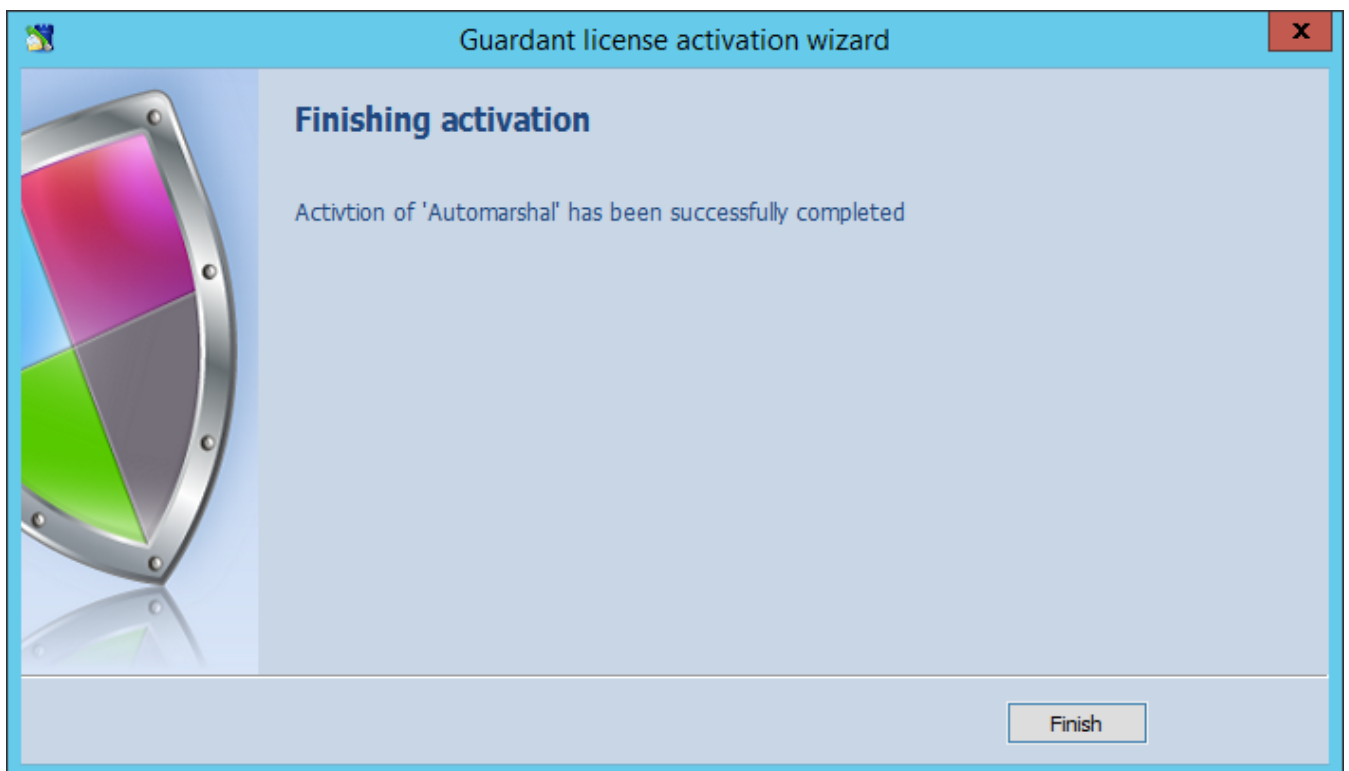 Guardant license activation wizard
x
Finishing activation
Activtion of 'Automarshal' has been successfully completed
Finish